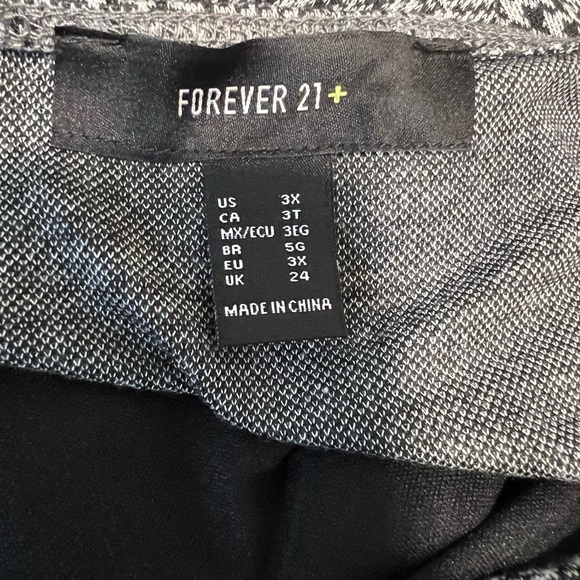 FOREVER 21+
US 3X
CA 3T
MX/ECU 3EG
BR 5G
EU 3X
UK 24
MADE IN CHINA